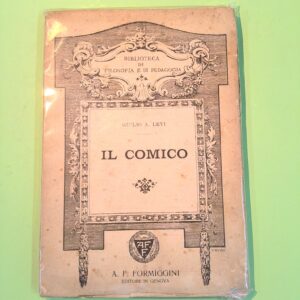 BIBLIOTECA
DI
FILOSOFIA E DI PEDAGOGIA
GIULIO A. LEVI
IL COMICO
A F F
A. F. FORMIGGINI
EDITORE IN GENOVA